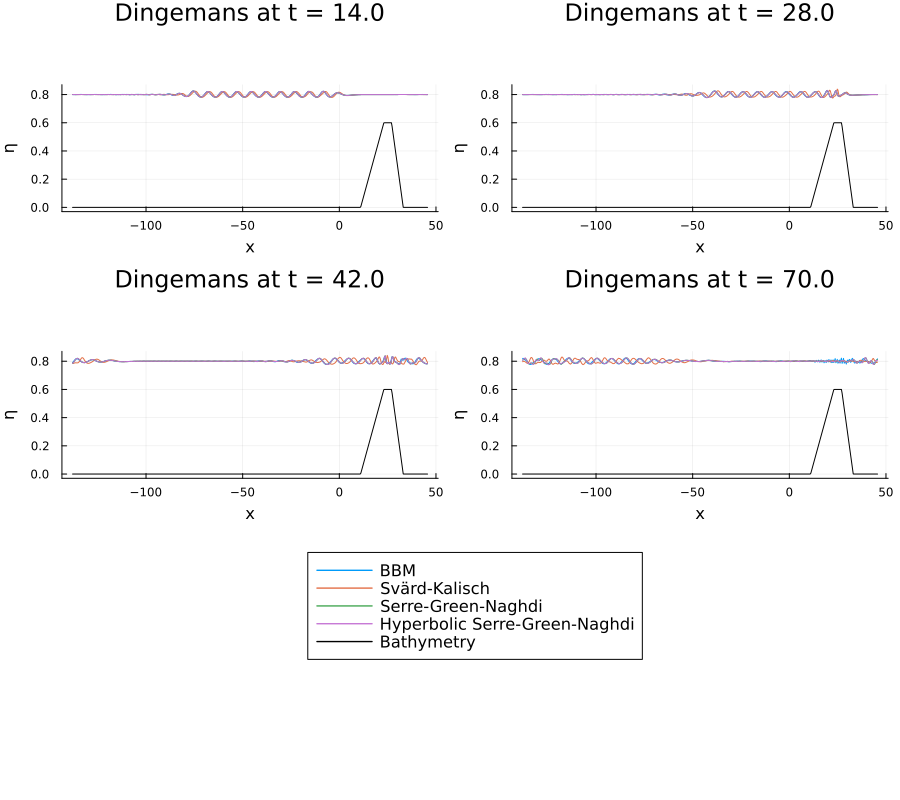 Dingemans at t = 14.0
Dingemans at t = 28.0
0.8
0.6
0.4
0.2
0.0
η
−100
−50
0
50
x
0.8
0.6
0.4
0.2
0.0
η
−100
−50
0
50
x
Dingemans at t = 42.0
Dingemans at t = 70.0
0.8
0.6
0.4
0.2
0.0
η
−100
−50
0
50
x
0.8
0.6
0.4
0.2
0.0
η
−100
−50
0
50
x
BBM
Svärd-Kalisch
Serre-Green-Naghdi
Hyperbolic Serre-Green-Naghdi
Bathymetry